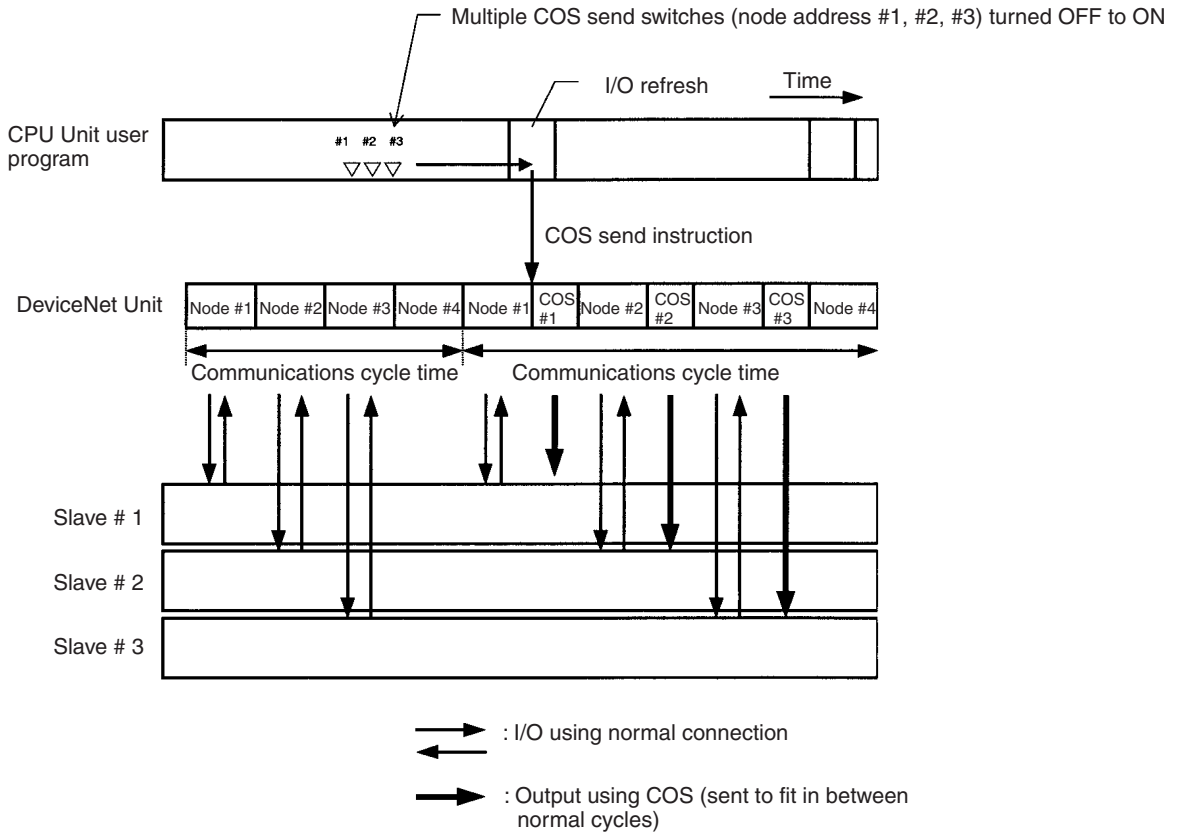 Multiple COS send switches (node address #1, #2, #3) turned OFF to ON
I/O refresh
Time
CPU Unit user
program
#1 #2 #3
COS send instruction
DeviceNet Unit
Node #1 Node #2 Node #3 Node #4 Node #1 COS #1 Node #2 COS #2 Node #3 COS #3 Node #4
Communications cycle time Communications cycle time
Slave # 1
Slave # 2
Slave # 3
: I/O using normal connection
: Output using COS (sent to fit in between
normal cycles)